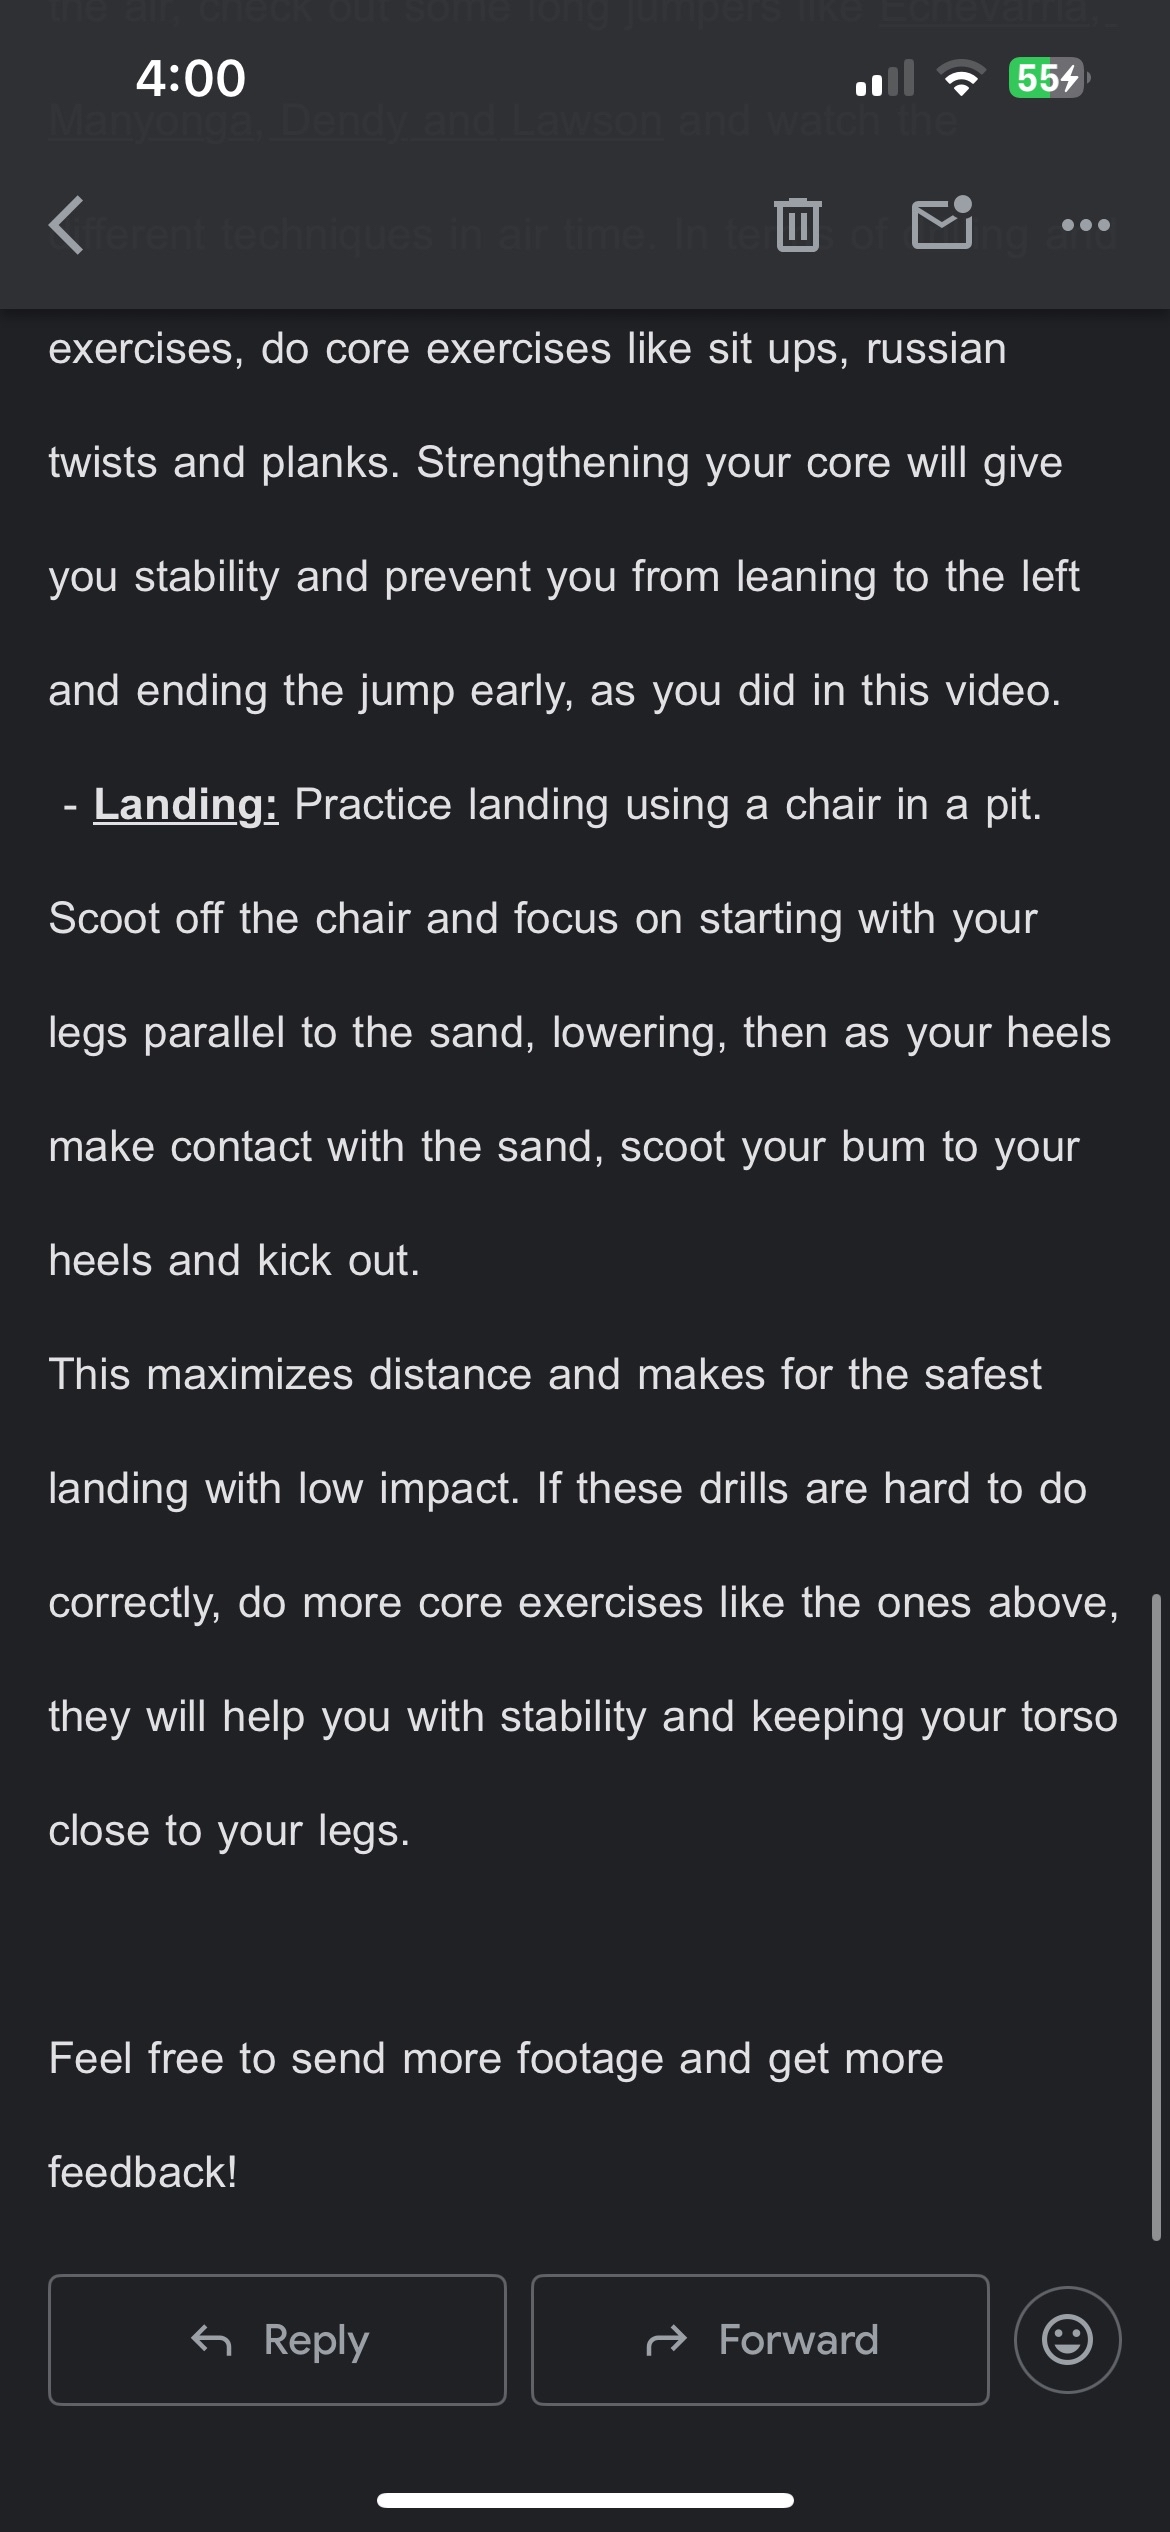 the air, check out some long jumpers like Echevarria,
4:00
55
Manyonga, Dendy and Lawson and watch the
different techniques in air time. In terms of and
exercises, do core exercises like sit ups, russian
twists and planks. Strengthening your core will give
you stability and prevent you from leaning to the left
and ending the jump early, as you did in this video.
- Landing: Practice landing using a chair in a pit.
Scoot off the chair and focus on starting with your
legs parallel to the sand, lowering, then as your heels
make contact with the sand, scoot your bum to your
heels and kick out.
This maximizes distance and makes for the safest
landing with low impact. If these drills are hard to do
correctly, do more core exercises like the ones above,
they will help you with stability and keeping your torso
close to your legs.
Feel free to send more footage and get more
feedback!
Reply
Forward